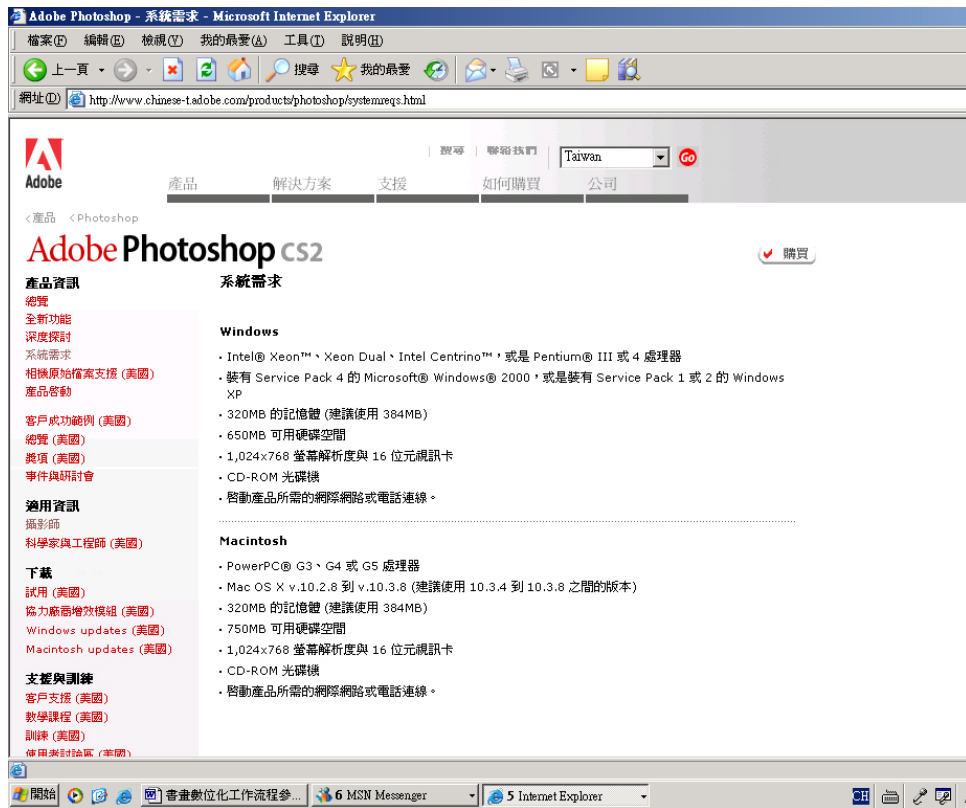 Adobe Photoshop - 系統需求 - Microsoft Internet Explorer
檔案(F) 編輯(E) 檢視(V) 我的最愛(A) 工具(T) 說明(H)
上一頁 搜尋 我的最愛
網址(D) http://www.chinese-t.adobe.com/products/photoshop/systemreqs.html
搜尋 聯絡我們 Taiwan Go
Adobe
產品 解決方案 支援 如何購買 公司
<產品 <Photoshop
Adobe Photoshop CS2
購買
系統需求
產品資訊
總覽
全新功能
深度探討
系統需求
相機原始檔案支援 (美國)
產品啓動
客戶成功範例 (美國)
總覽 (美國)
獎項 (美國)
事件與研討會
適用資訊
攝影師
科學家與工程師 (美國)
下載
試用 (美國)
協力廠商增效模組 (美國)
Windows updates (美國)
Macintosh updates (美國)
支援與訓練
客戶支援 (美國)
教學課程 (美國)
訓練 (美國)
使用者討論區 (美國)
Windows
· Intel® Xeon™、Xeon Dual、Intel Centrino™，或是 Pentium® III 或 4 處理器
· 裝有 Service Pack 4 的 Microsoft® Windows® 2000，或是裝有 Service Pack 1 或 2 的 Windows
XP
· 320MB 的記憶體 (建議使用 384MB)
· 650MB 可用硬碟空間
· 1,024x768 螢幕解析度與 16 位元視訊卡
· CD-ROM 光碟機
· 啓動產品所需的網際網路或電話連線。
Macintosh
· PowerPC® G3、G4 或 G5 處理器
· Mac OS X v.10.2.8 到 v.10.3.8 (建議使用 10.3.4 到 10.3.8 之間的版本)
· 320MB 的記憶體 (建議使用 384MB)
· 750MB 可用硬碟空間
· 1,024x768 螢幕解析度與 16 位元視訊卡
· CD-ROM 光碟機
· 啓動產品所需的網際網路或電話連線。
開始 書畫數位化工作流程參... 6 MSN Messenger 5 Internet Explorer CH